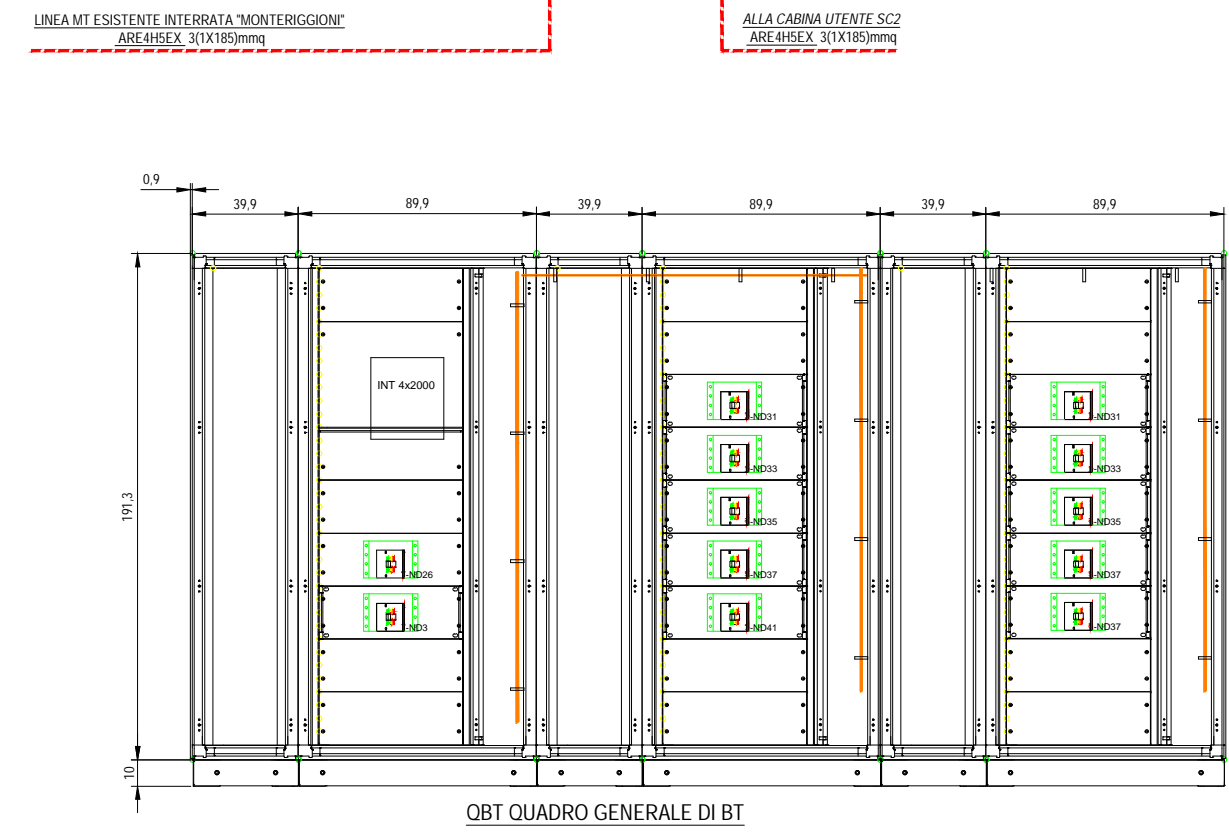 LINEA MT ESISTENTE INTERRATA "MONTERIGGIONI"
ARE4H5EX 3(1X185)mmq
ALLA CABINA UTENTE SC2
ARE4H5EX 3(1X185)mmq
0,9
39,9
89,9
39,9
89,9
39,9
89,9
191,3
10
INT 4x2000
-ND26
-ND3
-ND31
-ND33
-ND35
-ND37
-ND41
-ND31
-ND33
-ND35
-ND37
-ND37
QBT QUADRO GENERALE DI BT